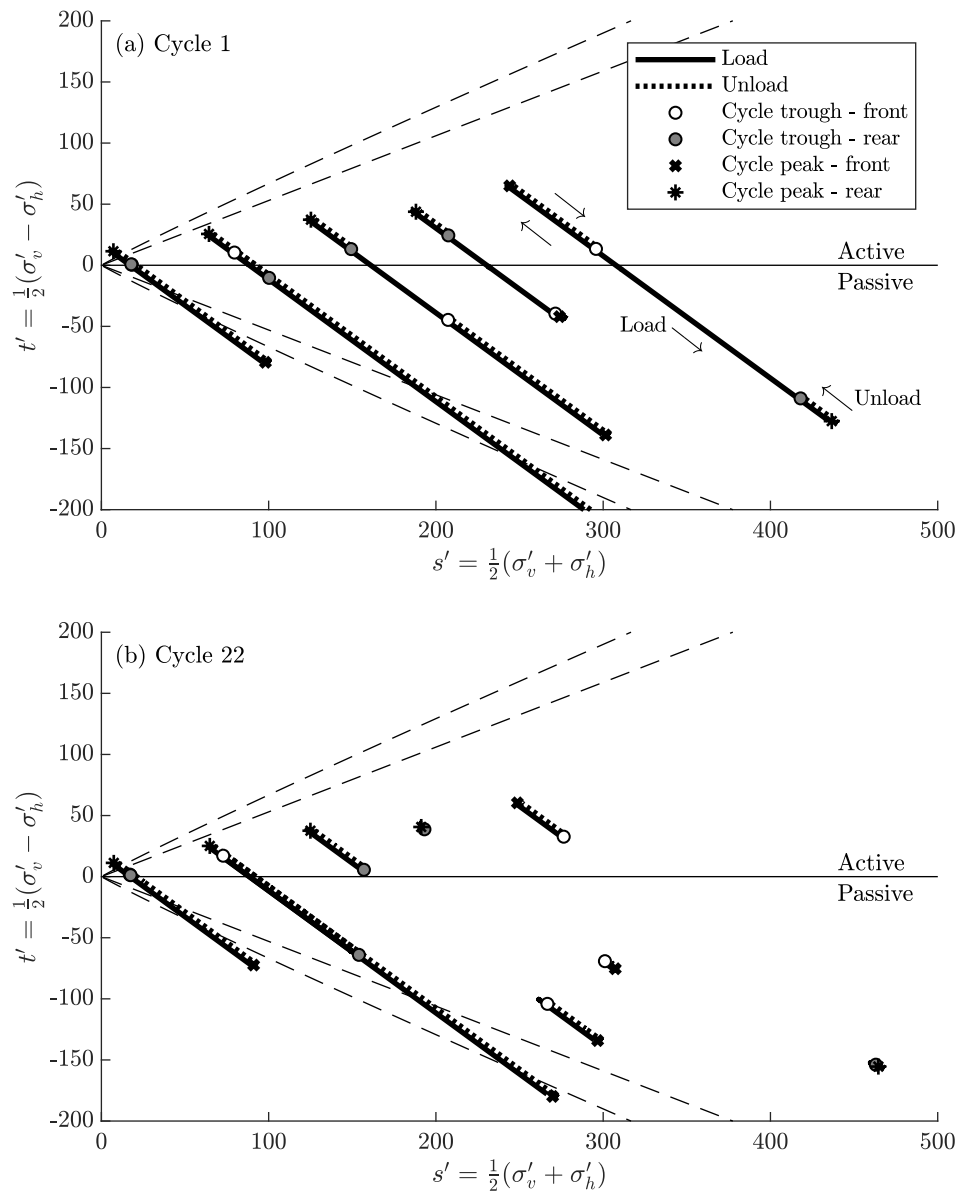 (a) Cycle 1
Load
Unload
Cycle trough - front
Cycle trough - rear
Cycle peak - front
Cycle peak - rear
200
150
100
50
0
-50
-100
-150
-200
t′ = ½(σ′v − σ′h)
Active
Passive
Load
Unload
0 100 200 300 400 500
s′ = ½(σ′v + σ′h)
(b) Cycle 22
200
150
100
50
0
-50
-100
-150
-200
t′ = ½(σ′v − σ′h)
Active
Passive
0 100 200 300 400 500
s′ = ½(σ′v + σ′h)